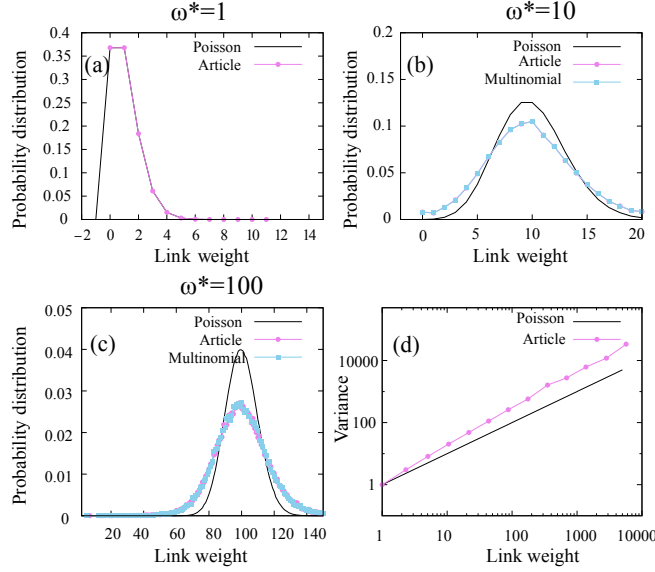 ω*=1
ω*=10
0.4
0.35
0.3
0.25
0.2
0.15
0.1
0.05
0
(a)
Poisson
Article
Probability distribution
−2 0 2 4 6 8 10 12 14
Link weight
0.2
0.15
0.1
0.05
0
(b)
Poisson
Article
Multinomial
Probability distribution
0 5 10 15 20
Link weight
ω*=100
0.05
0.04
0.03
0.02
0.01
0
(c)
Poisson
Article
Multinomial
Probability distribution
20 40 60 80 100 120 140
Link weight
10000
100
1
(d)
Poisson
Article
Variance
1 10 100 1000 10000
Link weight